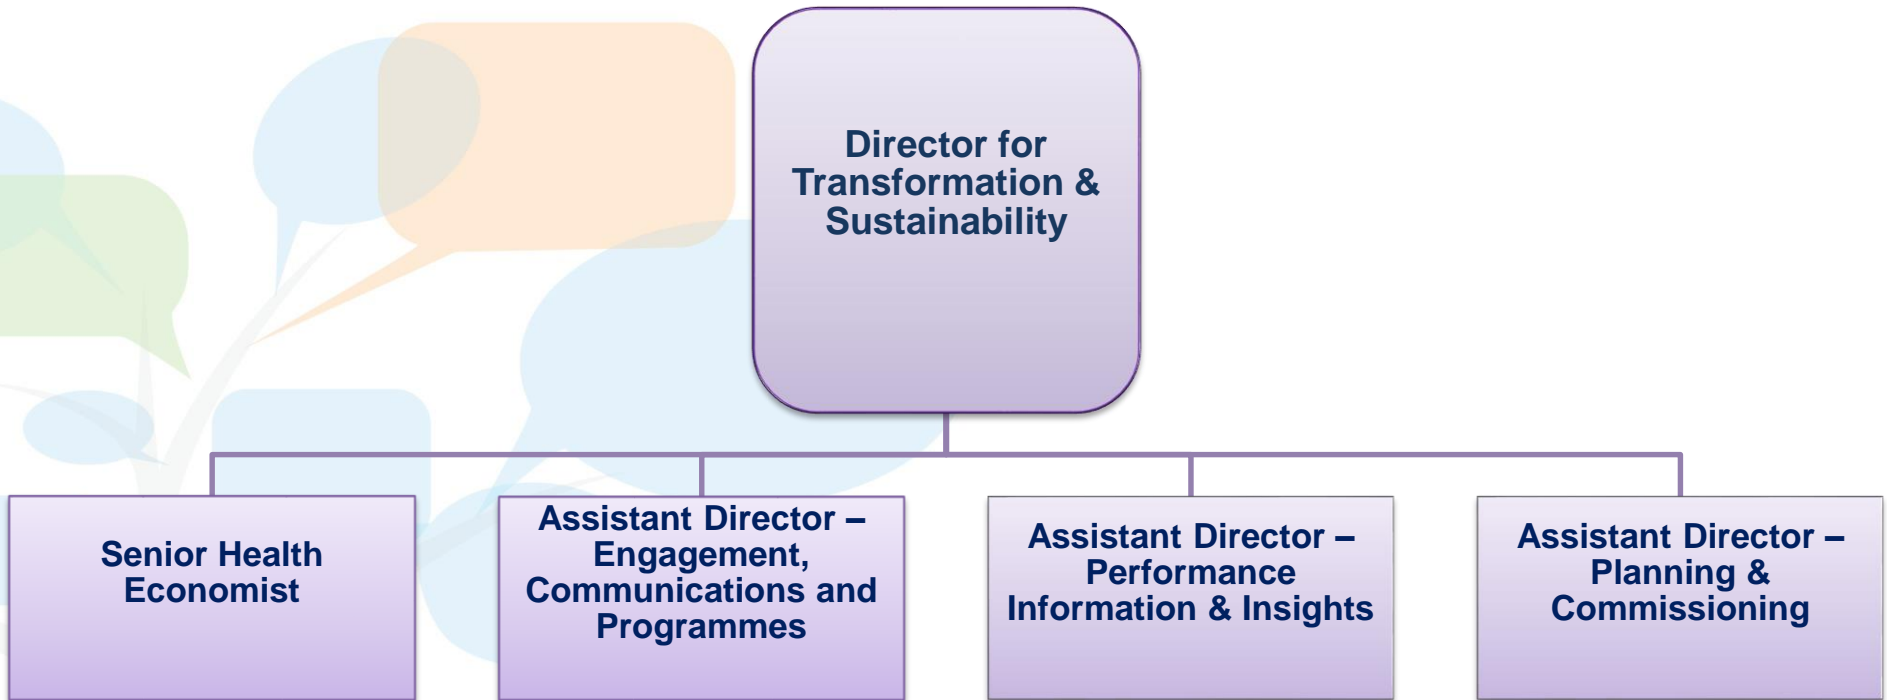 Director for
Transformation &
Sustainability
Senior Health
Economist
Assistant Director –
Engagement,
Communications and
Programmes
Assistant Director –
Performance
Information & Insights
Assistant Director –
Planning &
Commissioning